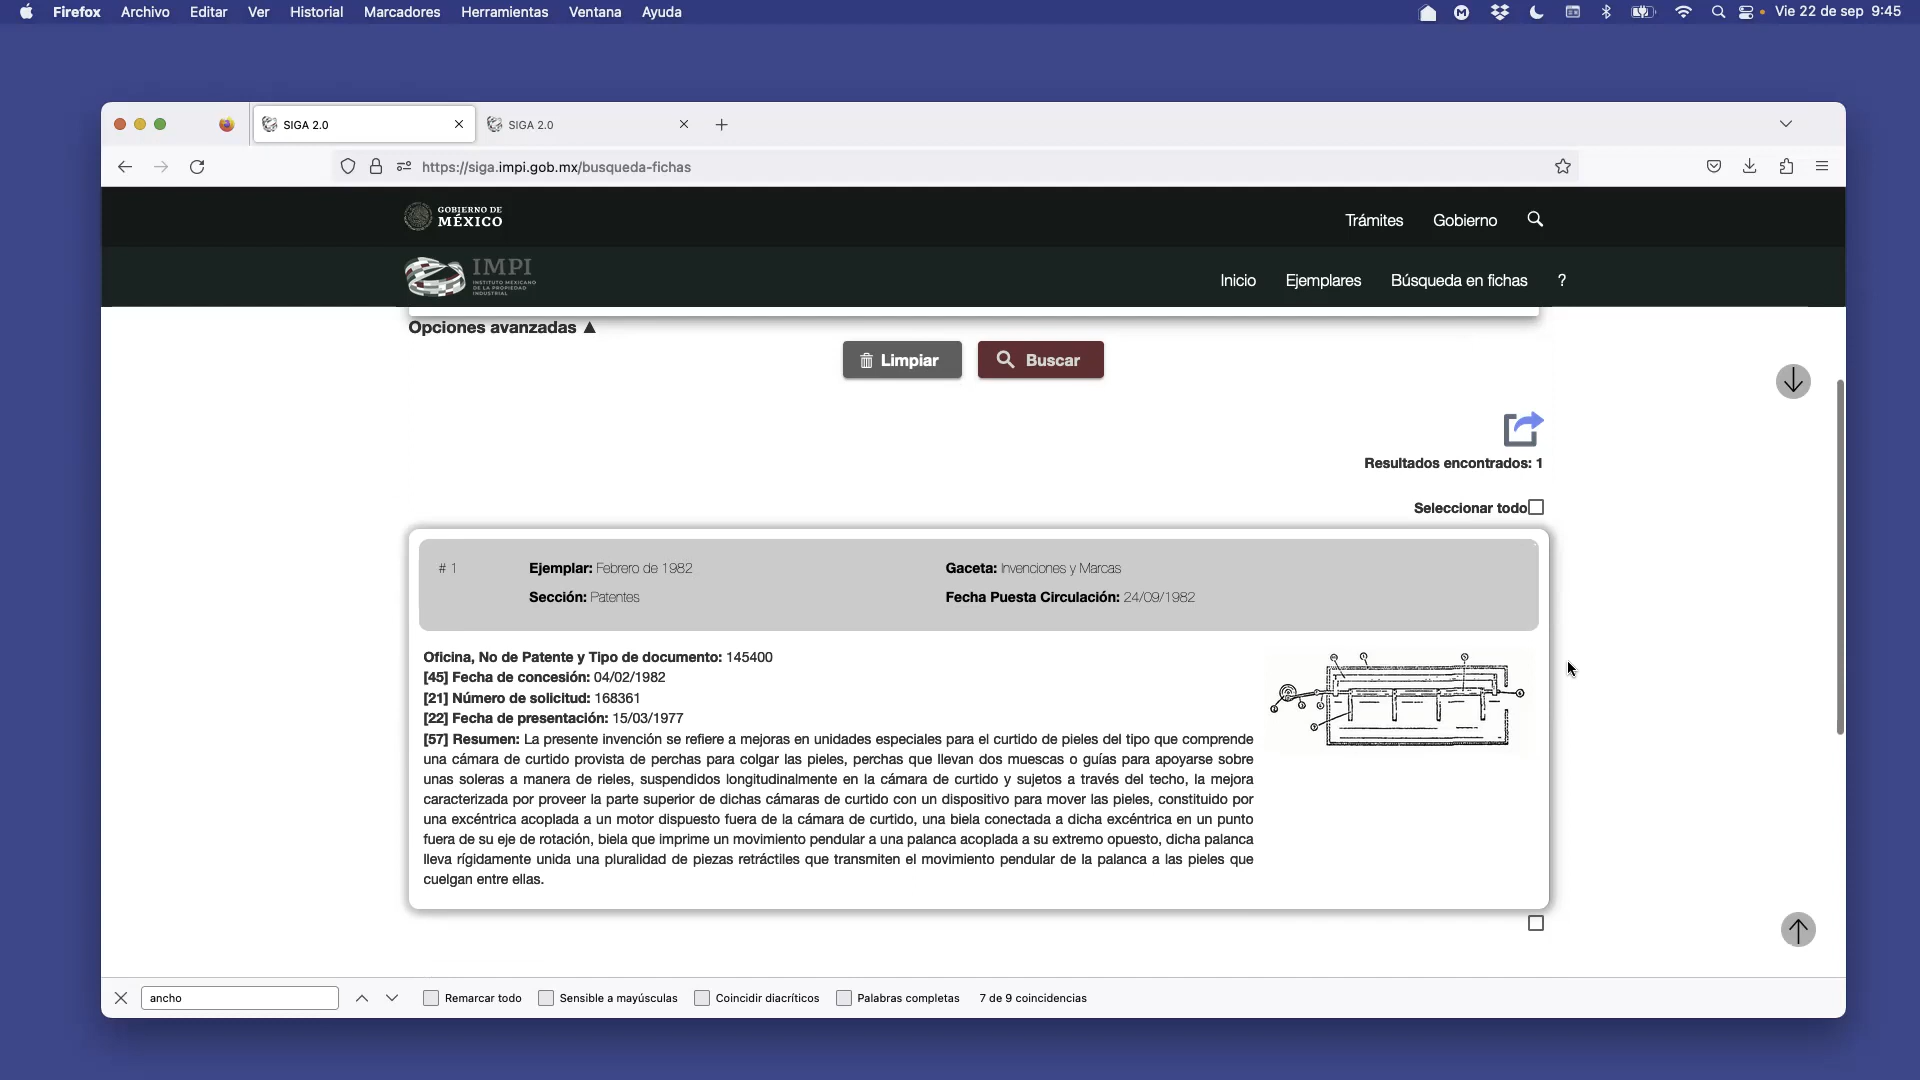 Firefox Archivo Editar Ver Historial Marcadores Herramientas Ventana Ayuda Vie 22 de sep 9:45
SIGA 2.0
SIGA 2.0
https://siga.impi.gob.mx/busqueda-fichas
GOBIERNO DE
MÉXICO
Trámites Gobierno
IMPI
INSTITUTO MEXICANO
DE LA PROPIEDAD
INDUSTRIAL
Inicio Ejemplares Búsqueda en fichas ?
Opciones avanzadas ▲
Limpiar Buscar
Resultados encontrados: 1
Seleccionar todo
# 1 Ejemplar: Febrero de 1982 Gaceta: Invenciones y Marcas
Sección: Patentes Fecha Puesta Circulación: 24/09/1982
Oficina, No de Patente y Tipo de documento: 145400
[45] Fecha de concesión: 04/02/1982
[21] Número de solicitud: 168361
[22] Fecha de presentación: 15/03/1977
[57] Resumen: La presente invención se refiere a mejoras en unidades especiales para el curtido de pieles del tipo que comprende
una cámara de curtido provista de perchas para colgar las pieles, perchas que llevan dos muescas o guías para apoyarse sobre
unas soleras a manera de rieles, suspendidos longitudinalmente en la cámara de curtido y sujetos a través del techo, la mejora
caracterizada por proveer la parte superior de dichas cámaras de curtido con un dispositivo para mover las pieles, constituido por
una excéntrica acoplada a un motor dispuesto fuera de la cámara de curtido, una biela conectada a dicha excéntrica en un punto
fuera de su eje de rotación, biela que imprime un movimiento pendular a una palanca acoplada a su extremo opuesto, dicha palanca
lleva rígidamente unida una pluralidad de piezas retráctiles que transmiten el movimiento pendular de la palanca a las pieles que
cuelgan entre ellas.
ancho Remarcar todo Sensible a mayúsculas Coincidir diacríticos Palabras completas 7 de 9 coincidencias